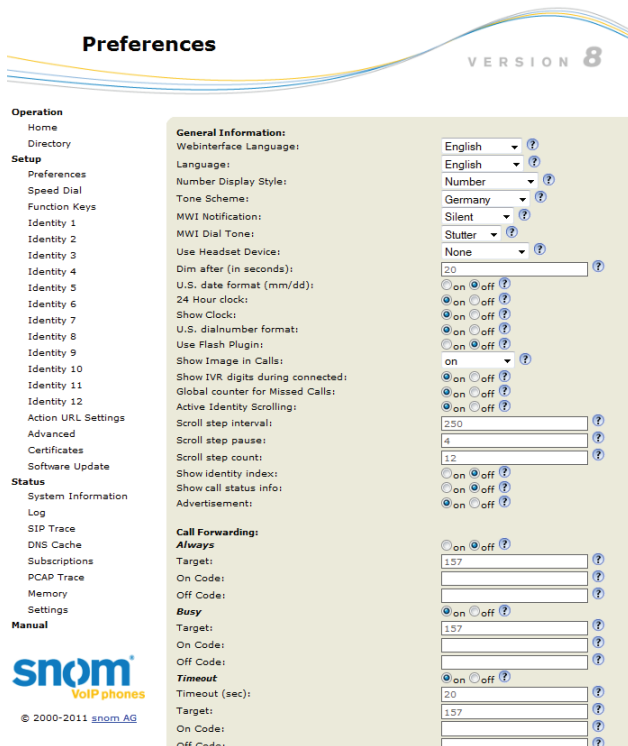 Preferences
VERSION 8
Operation
Home
Directory
Setup
Preferences
Speed Dial
Function Keys
Identity 1
Identity 2
Identity 3
Identity 4
Identity 5
Identity 6
Identity 7
Identity 8
Identity 9
Identity 10
Identity 11
Identity 12
Action URL Settings
Advanced
Certificates
Software Update
Status
System Information
Log
SIP Trace
DNS Cache
Subscriptions
PCAP Trace
Memory
Settings
Manual
snom
VoIP phones
© 2000-2011 snom AG
General Information:
Webinterface Language: English ?
Language: English ?
Number Display Style: Number ?
Tone Scheme: Germany ?
MWI Notification: Silent ?
MWI Dial Tone: Stutter ?
Use Headset Device: None ?
Dim after (in seconds): 20 ?
U.S. date format (mm/dd): on off ?
24 Hour clock: on off ?
Show Clock: on off ?
U.S. dialnumber format: on off ?
Use Flash Plugin: on off ?
Show Image in Calls: on ?
Show IVR digits during connected: on off ?
Global counter for Missed Calls: on off ?
Active Identity Scrolling: on off ?
Scroll step interval: 250 ?
Scroll step pause: 4 ?
Scroll step count: 12 ?
Show identity index: on off ?
Show call status info: on off ?
Advertisement: on off ?
Call Forwarding:
Always on off ?
Target: 157 ?
On Code: ?
Off Code: ?
Busy on off ?
Target: 157 ?
On Code: ?
Off Code: ?
Timeout on off ?
Timeout (sec): 20 ?
Target: 157 ?
On Code: ?
Off Code: ?